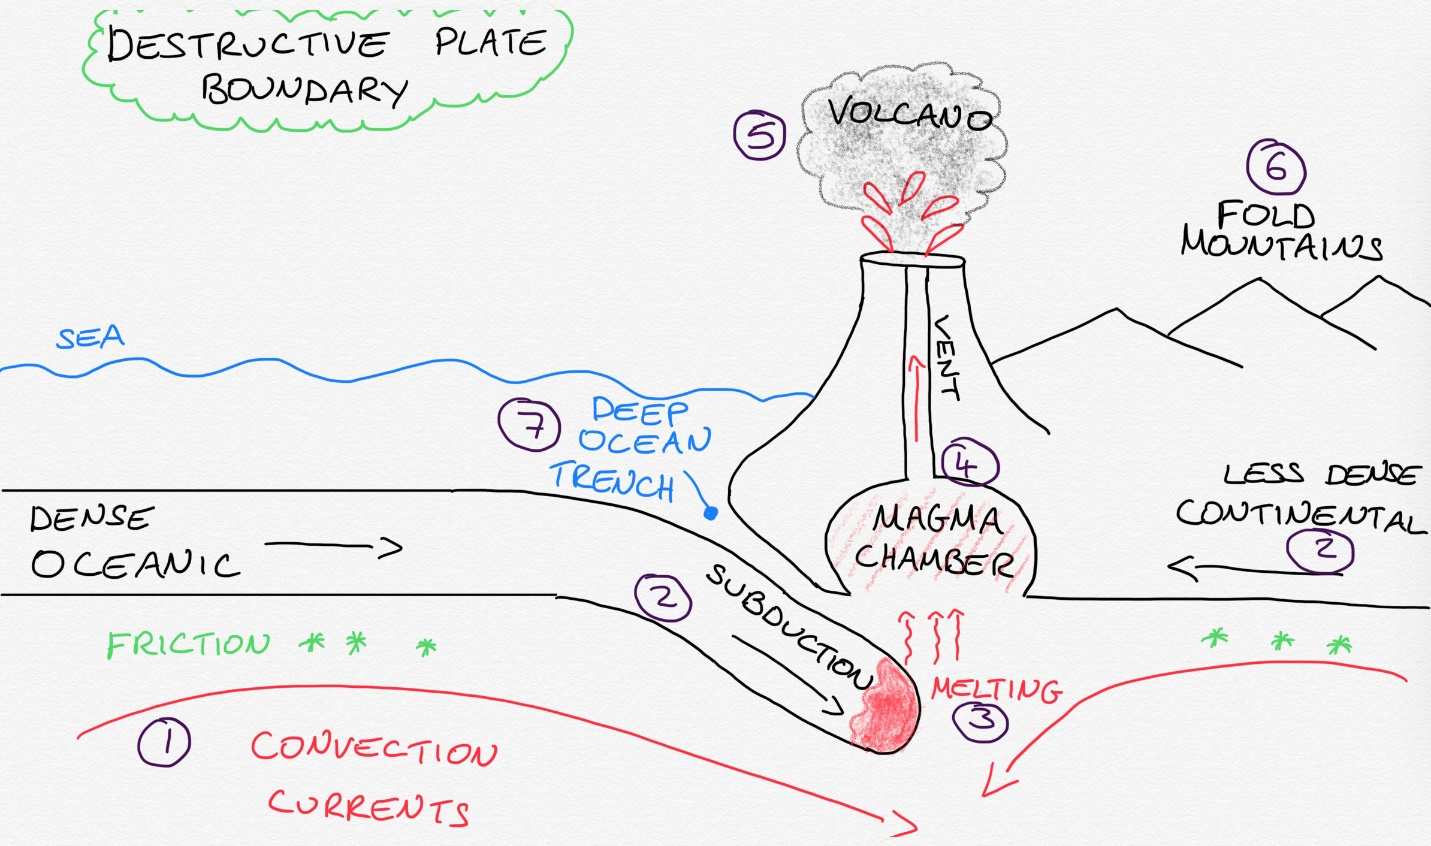 DESTRUCTIVE PLATE
BOUNDARY
5
VOLCANO
6
FOLD
MOUNTAINS
SEA
VENT
7
DEEP
OCEAN
TRENCH
4
LESS DENSE
CONTINENTAL
2
DENSE
OCEANIC
MAGMA
CHAMBER
2
SUBDUCTION
FRICTION * * *
* * *
MELTING
3
1
CONVECTION
CURRENTS